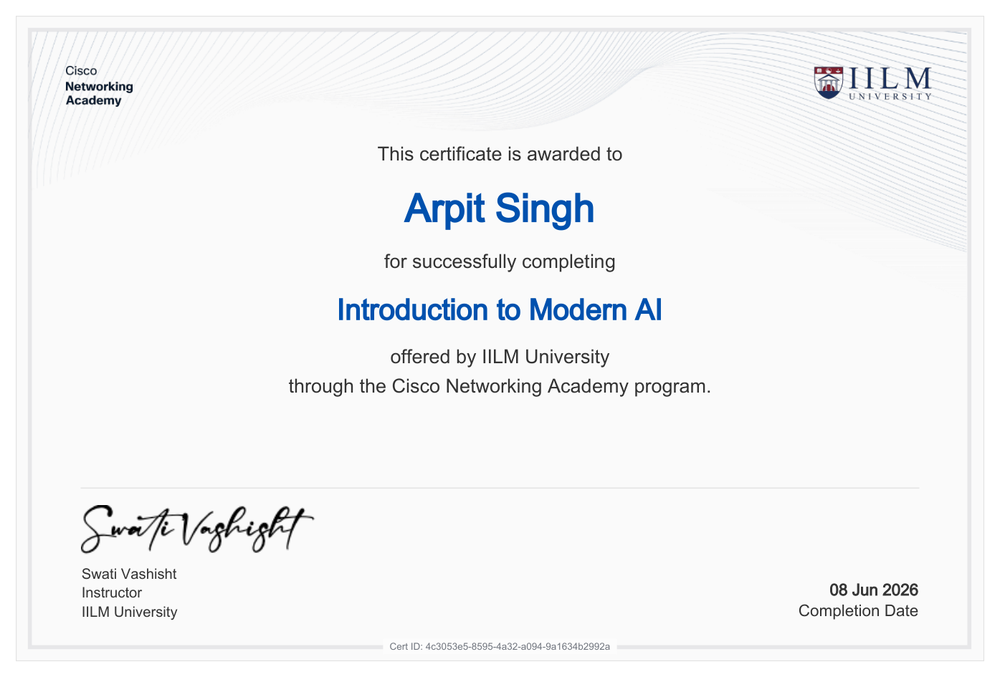 Cisco
Networking
Academy
IILM
UNIVERSITY
This certificate is awarded to
Arpit Singh
for successfully completing
Introduction to Modern AI
offered by IILM University
through the Cisco Networking Academy program.
Swati Vashisht
Swati Vashisht
Instructor
IILM University
08 Jun 2026
Completion Date
Cert ID: 4c3053e5-8595-4a32-a094-9a1634b2992a